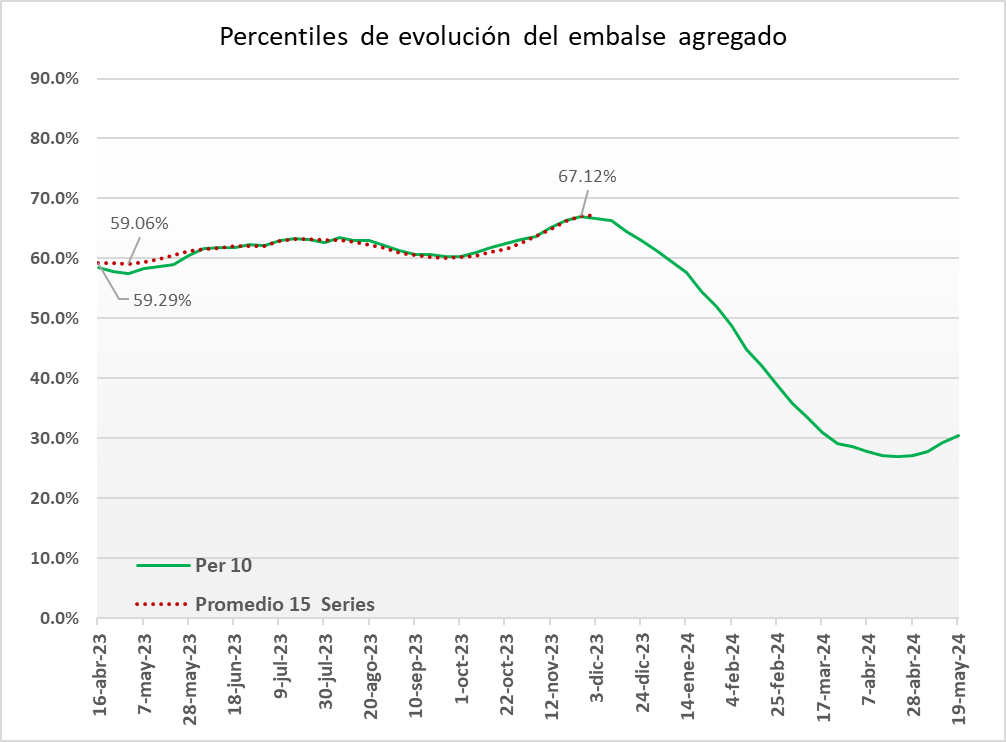 Percentiles de evolución del embalse agregado
90.0%
80.0%
70.0%
60.0%
50.0%
40.0%
30.0%
20.0%
10.0%
0.0%
67.12%
59.06%
59.29%
Per 10
Promedio 15 Series
16-abr-23
7-may-23
28-may-23
18-jun-23
9-jul-23
30-jul-23
20-ago-23
10-sep-23
1-oct-23
22-oct-23
12-nov-23
3-dic-23
24-dic-23
14-ene-24
4-feb-24
25-feb-24
17-mar-24
7-abr-24
28-abr-24
19-may-24